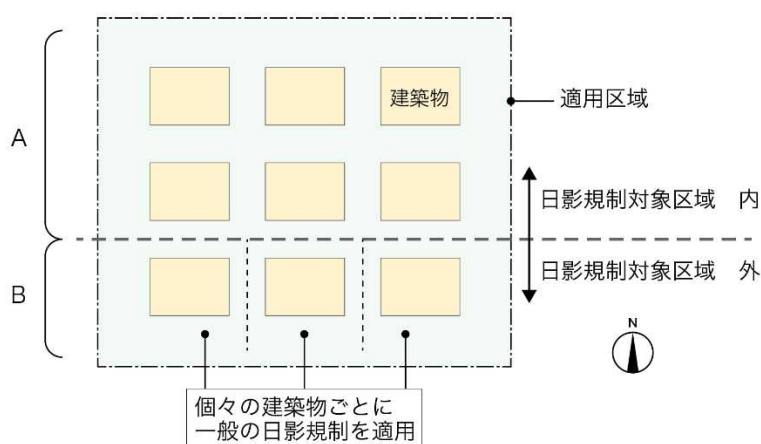 A
建築物
適用区域
日影規制対象区域 内
B
日影規制対象区域 外
N
個々の建築物ごとに
一般の日影規制を適用